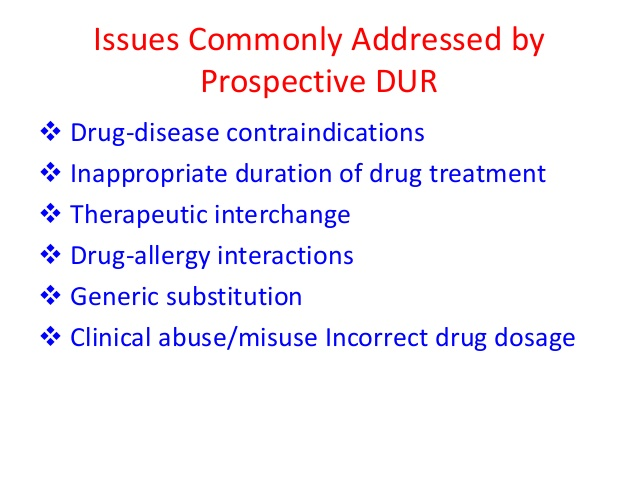 Issues Commonly Addressed by
Prospective DUR
❖ Drug-disease contraindications
❖ Inappropriate duration of drug treatment
❖ Therapeutic interchange
❖ Drug-allergy interactions
❖ Generic substitution
❖ Clinical abuse/misuse Incorrect drug dosage